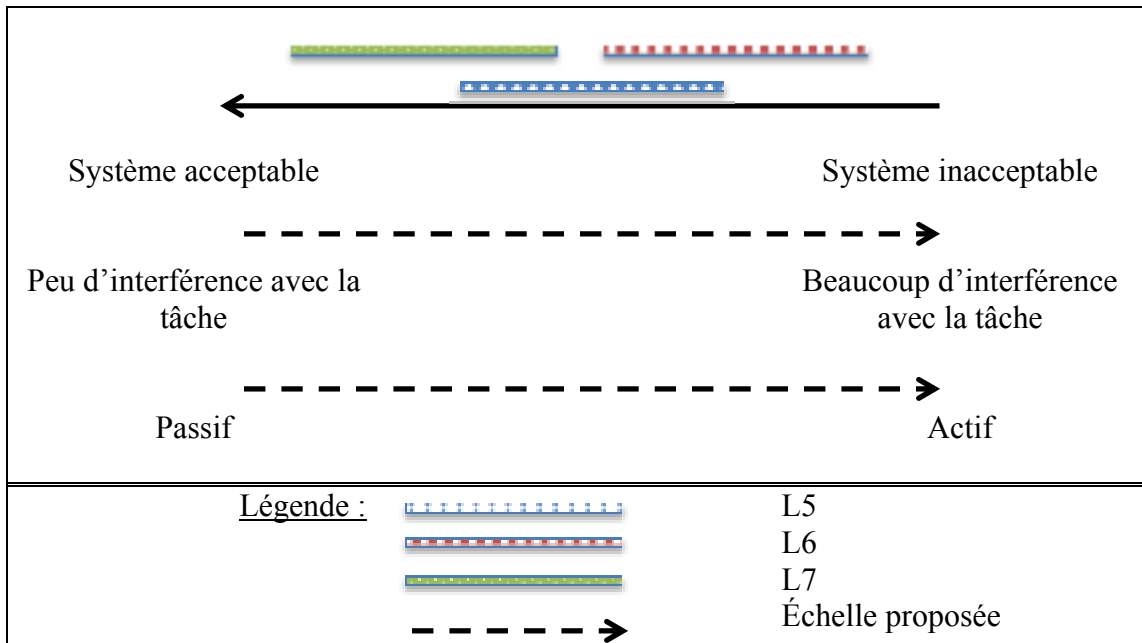 Système acceptable
Système inacceptable
Peu d’interférence avec la
tâche
Beaucoup d’interférence
avec la tâche
Passif
Actif
Légende :
L5
L6
L7
Échelle proposée